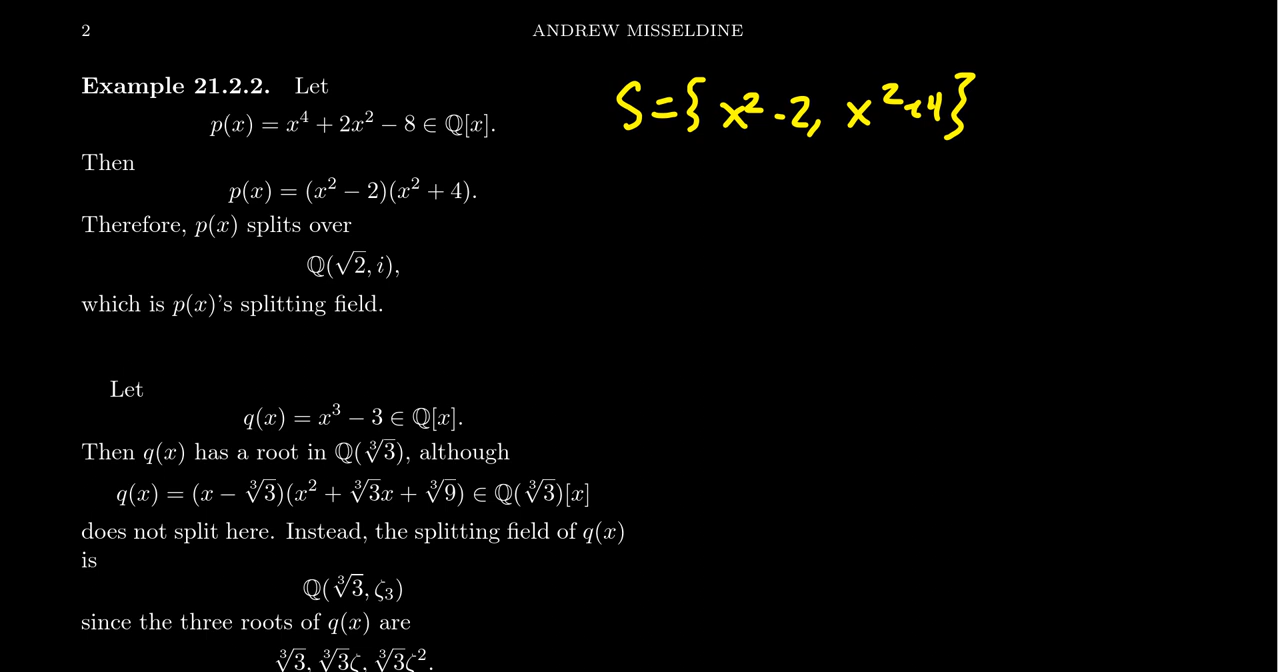 2 ANDREW MISSELDINE
Example 21.2.2. Let
S = { x² - 2, x² + 4 }
p(x) = x⁴ + 2x² − 8 ∈ ℚ[x].
Then
p(x) = (x² − 2)(x² + 4).
Therefore, p(x) splits over
ℚ(√2, i),
which is p(x)'s splitting field.
Let
q(x) = x³ − 3 ∈ ℚ[x].
Then q(x) has a root in ℚ(∛3), although
q(x) = (x − ∛3)(x² + ∛3x + ∛9) ∈ ℚ(∛3)[x]
does not split here. Instead, the splitting field of q(x)
is
ℚ(∛3, ζ₃)
since the three roots of q(x) are
∛3, ∛3ζ, ∛3ζ².